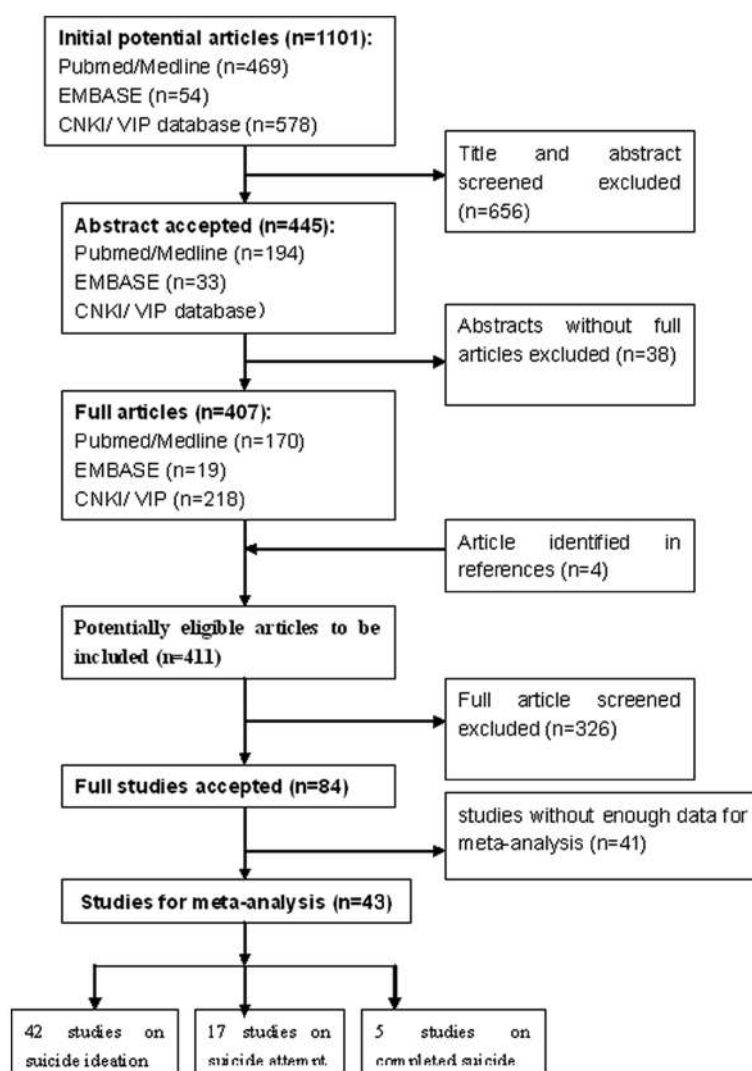 Initial potential articles (n=1101):
Pubmed/Medline (n=469)
EMBASE (n=54)
CNKI/ VIP database (n=578)
Title and abstract
screened excluded
(n=656)
Abstract accepted (n=445):
Pubmed/Medline (n=194)
EMBASE (n=33)
CNKI/ VIP database）
Abstracts without full
articles excluded (n=38)
Full articles (n=407):
Pubmed/Medline (n=170)
EMBASE (n=19)
CNKI/ VIP (n=218)
Article identified in
references (n=4)
Potentially eligible articles to be
included (n=411)
Full article screened
excluded (n=326)
Full studies accepted (n=84)
studies without enough data for
meta-analysis (n=41)
Studies for meta-analysis (n=43)
42 studies on
suicide ideation
17 studies on
suicide attempt
5 studies on
completed suicide